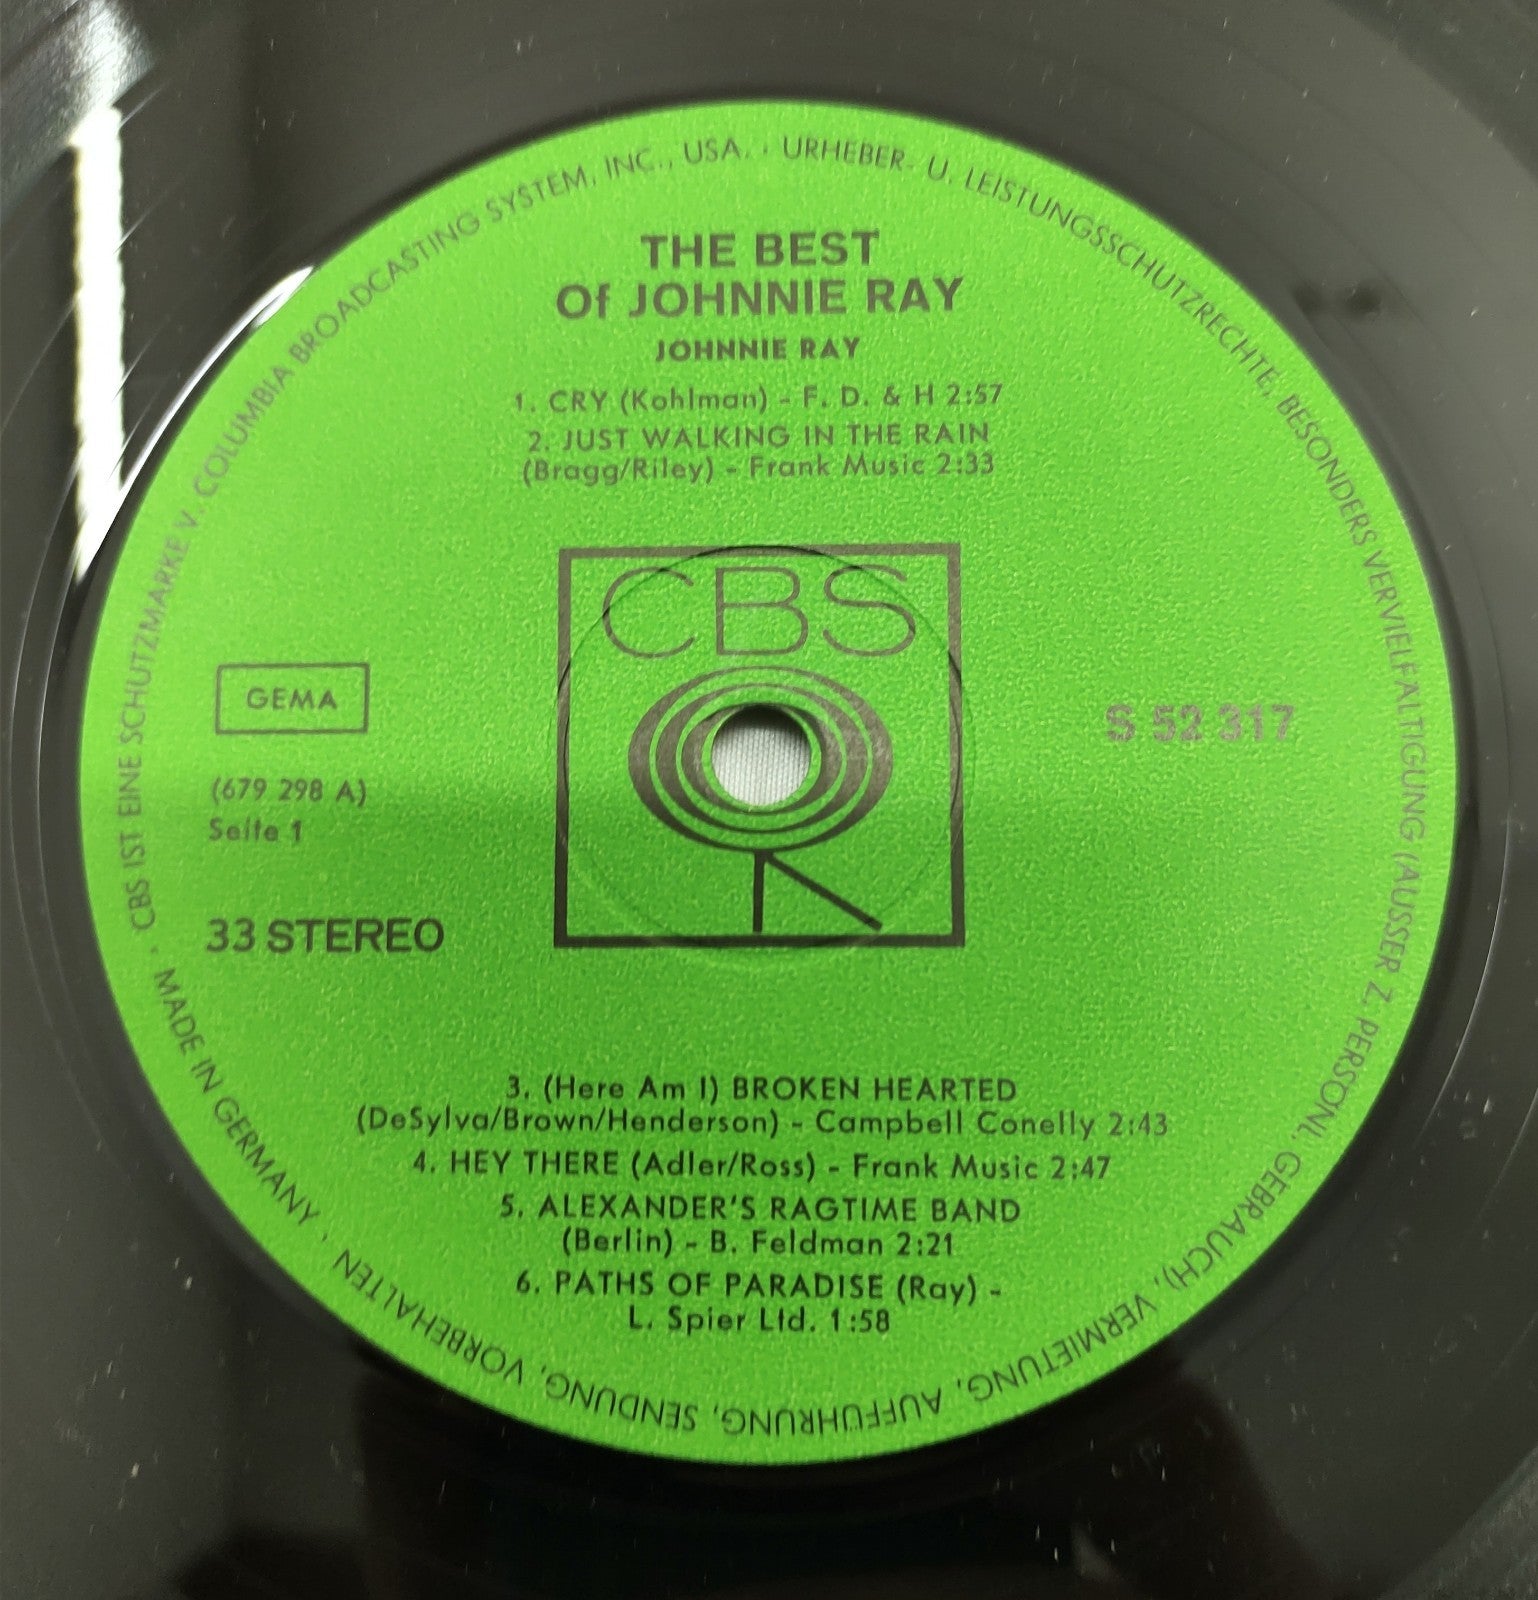 THE BEST
Of JOHNNIE RAY
JOHNNIE RAY
1. CRY (Kohlman) - F. D. & H 2:57
2. JUST WALKING IN THE RAIN
(Bragg/Riley) - Frank Music 2:33
CBS
GEMA
S 52 317
(679 298 A)
Seite 1
33 STEREO
3. (Here Am I) BROKEN HEARTED
(DeSylva/Brown/Henderson) - Campbell Conelly 2:43
4. HEY THERE (Adler/Ross) - Frank Music 2:47
5. ALEXANDER'S RAGTIME BAND
(Berlin) - B. Feldman 2:21
6. PATHS OF PARADISE (Ray) -
L. Spier Ltd. 1:58
CBS IST EINE SCHUTZMARKE V. COLUMBIA BROADCASTING SYSTEM, INC., USA. · URHEBER- U. LEISTUNGSSCHUTZRECHTE, BESONDERS VERVIELFALTIGUNG (AUSSER Z. PERSÖNL. GEBRAUCH), VERMIETUNG, AUFFÜHRUNG, SENDUNG, VORBEHALTEN · MADE IN GERMANY ·